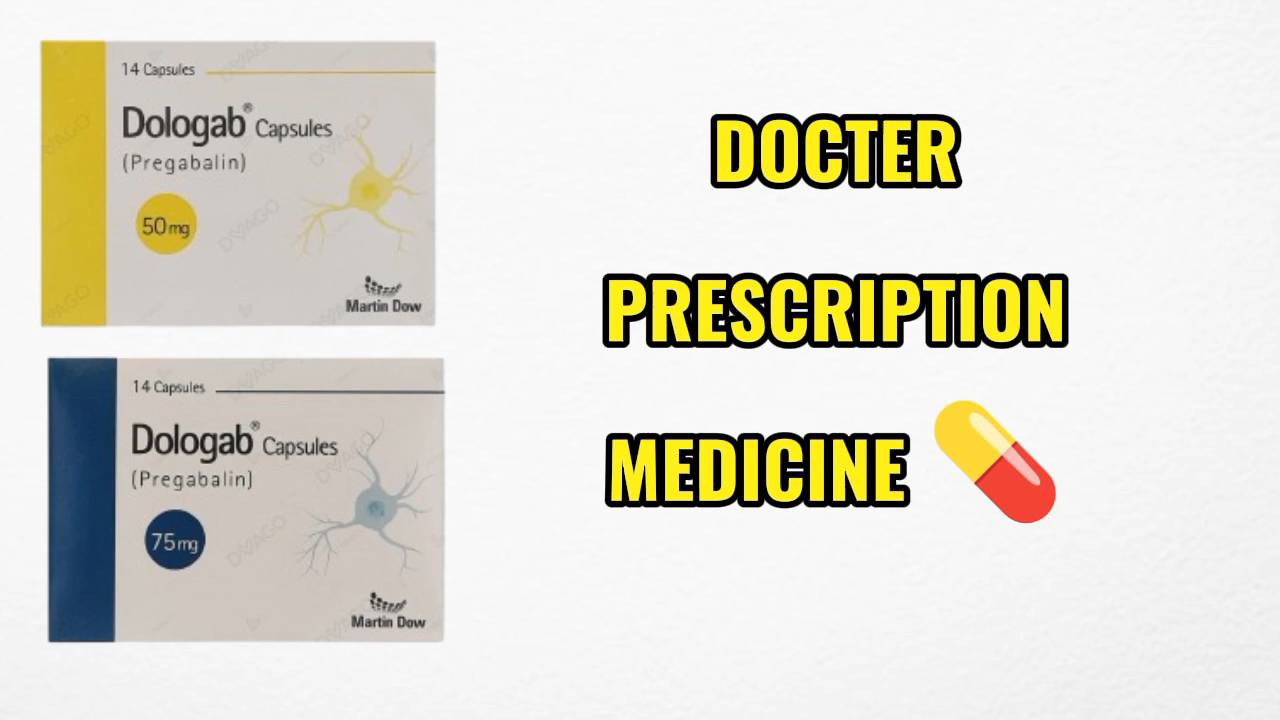 14 Capsules
Dologab® Capsules
(Pregabalin)
50mg
Martin Dow
14 Capsules
Dologab® Capsules
(Pregabalin)
75mg
Martin Dow
DOCTER
PRESCRIPTION
MEDICINE